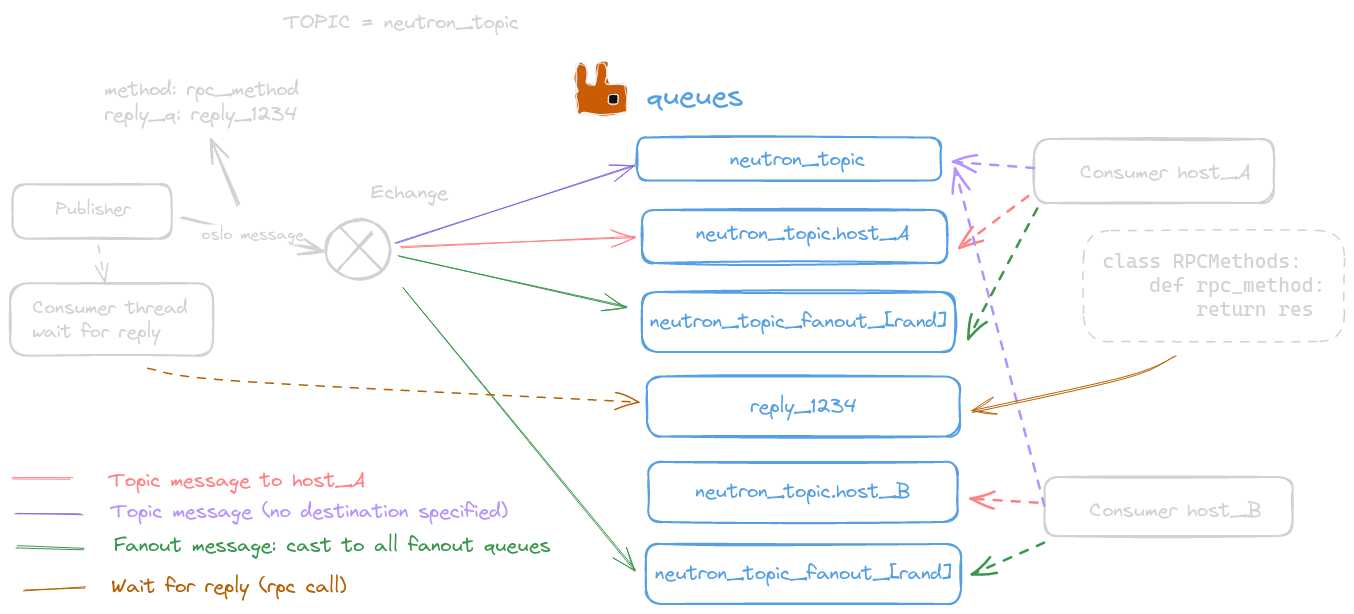 TOPIC = neutron_topic
method: rpc_method
reply_q: reply_1234
queues
Publisher
oslo message
Echange
Consumer thread
wait for reply
neutron_topic
neutron_topic.host_A
neutron_topic_fanout_[rand]
reply_1234
neutron_topic.host_B
neutron_topic_fanout_[rand]
Consumer host_A
class RPCMethods:
def rpc_method:
return res
Consumer host_B
Topic message to host_A
Topic message (no destination specified)
Fanout message: cast to all fanout queues
Wait for reply (rpc call)